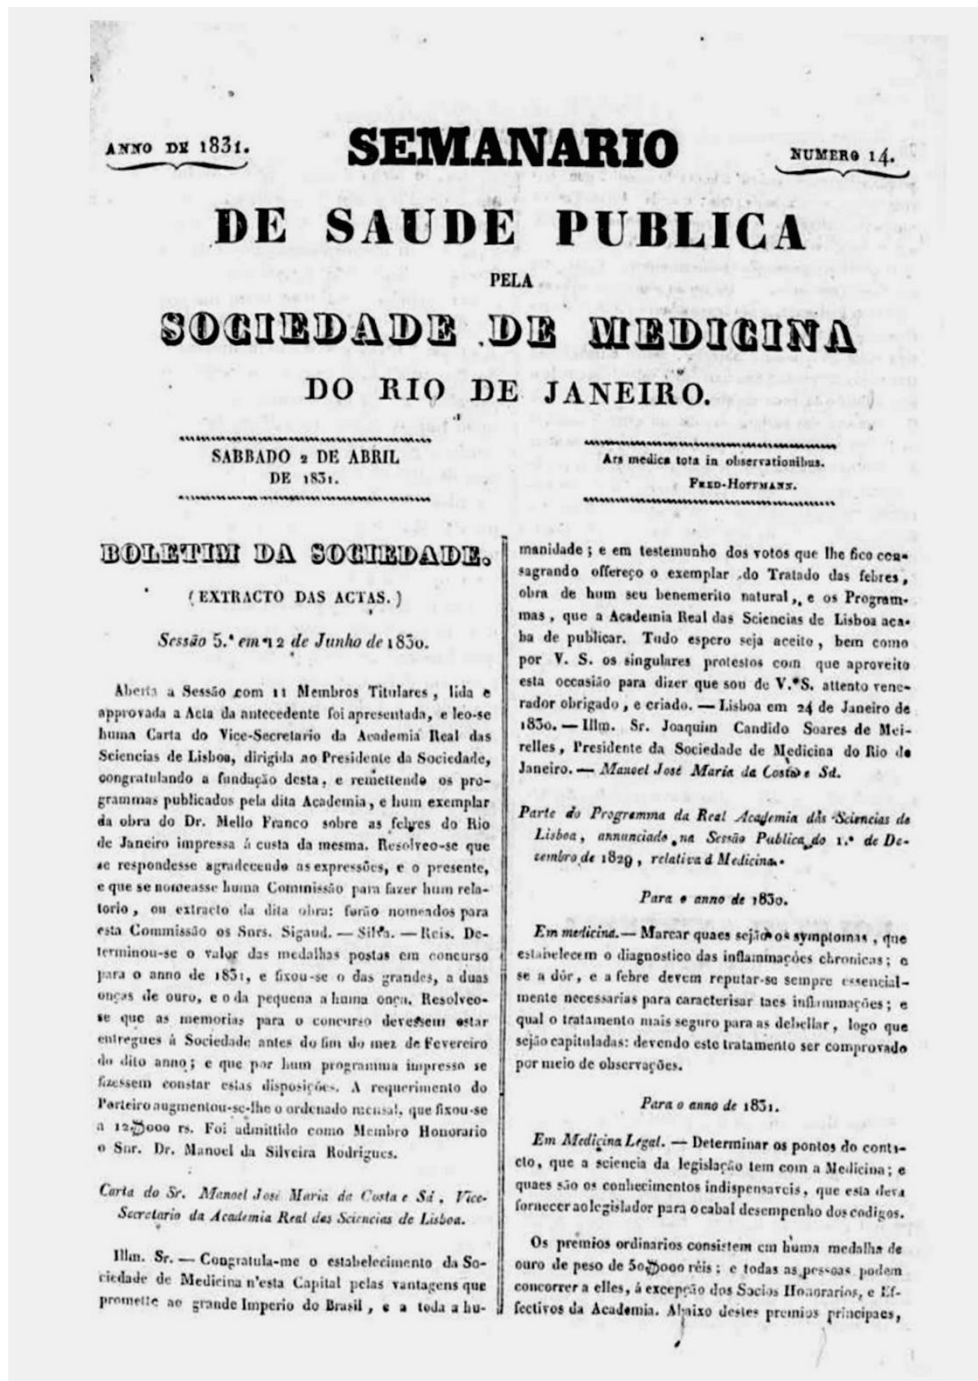 ANNO DE 1831.
SEMANARIO
NUMERO 14.
DE SAUDE PUBLICA
PELA
SOCIEDADE DE MEDICINA
DO RIO DE JANEIRO.
SABBADO 2 DE ABRIL
DE 1831.
Ars medica tota in observationibus.
FRED-HOFFMANN.
BOLETIM DA SOCIEDADE.
(EXTRACTO DAS ACTAS.)
Sessão 5.ª em 12 de Junho de 1830.
Aberta a Sessão com 11 Membros Titulares, lida e
approvada a Acta da antecedente foi apresentada, e leo-se
huma Carta do Vice-Secretario da Academia Real das
Sciencias de Lisboa, dirigida ao Presidente da Sociedade,
congratulando a fundação desta, e remettendo os pro-
grammas publicados pela dita Academia, e hum exemplar
da obra do Dr. Mello Franco sobre as febres do Rio
de Janeiro impressa á custa da mesma. Resolveo-se que
se respondesse agradecendo as expressões, e o presente,
e que se nomeasse huma Commissão para fazer hum rela-
torio, ou extracto da dita obra: forão nomeados para
esta Commissão os Snrs. Sigaud. — Silva. — Reis. De-
terminou-se o valor das medalhas postas em concurso
para o anno de 1831, e fixou-se o das grandes, a duas
onças de ouro, e o da pequena a huma onça. Resolveo-
se que as memorias para o concurso devessem estar
entregues á Sociedade antes do fim do mez de Fevereiro
do dito anno; e que por hum programma impresso se
fizessem constar estas disposições. A requerimento do
Porteiro augmentou-se-lhe o ordenado mensal, que fixou-se
a 12$000 rs. Foi admittido como Membro Honorario
o Snr. Dr. Manoel da Silveira Rodrigues.
Carta do Sr. Manoel José Maria da Costa e Sá, Vice-
Secretario da Academia Real das Sciencias de Lisboa.
Illm. Sr. — Congratula-me o estabelecimento da So-
ciedade de Medicina n'esta Capital pelas vantagens que
promette ao grande Imperio do Brasil, e a toda a hu-
manidade; e em testemunho dos votos que lhe fico con-
sagrando offereço o exemplar do Tratado das febres,
obra de hum seu benemerito natural, e os Program-
mas, que a Academia Real das Sciencias de Lisboa aca-
ba de publicar. Tudo espero seja aceito, bem como
por V. S. os singulares protestos com que aproveito
esta occasião para dizer que sou de V. S. attento vene-
rador obrigado, e criado. — Lisboa em 24 de Janeiro de
1830. — Illm. Sr. Joaquim Candido Soares de Mei-
relles, Presidente da Sociedade de Medicina do Rio de
Janeiro. — Manoel José Maria da Costa e Sá.
Parte do Programma da Real Academia das Sciencias de
Lisboa, annunciado na Sessão Publica do 1.º de De-
zembro de 1829, relativa á Medicina.
Para o anno de 1830.
Em medicina. — Marcar quaes sejão os symptomas, que
estabelecem o diagnostico das inflammações chronicas; e
se a dôr, e a febre devem reputar-se sempre essencial-
mente necessarias para caracterisar taes inflammações; e
qual o tratamento mais seguro para as debellar, logo que
sejão capituladas: devendo este tratamento ser comprovado
por meio de observações.
Para o anno de 1831.
Em Medicina Legal. — Determinar os pontos do conta-
cto, que a sciencia da legislação tem com a Medicina; e
quaes são os conhecimentos indispensaveis, que esta deva
fornecer ao legislador para o cabal desempenho dos codigos.
Os premios ordinarios consistem em huma medalha de
ouro de peso de 50$000 réis; e todas as pessoas podem
concorrer a elles, á excepção dos Socios Honorarios, e Ef-
fectivos da Academia. Abaixo destes premios principaes,